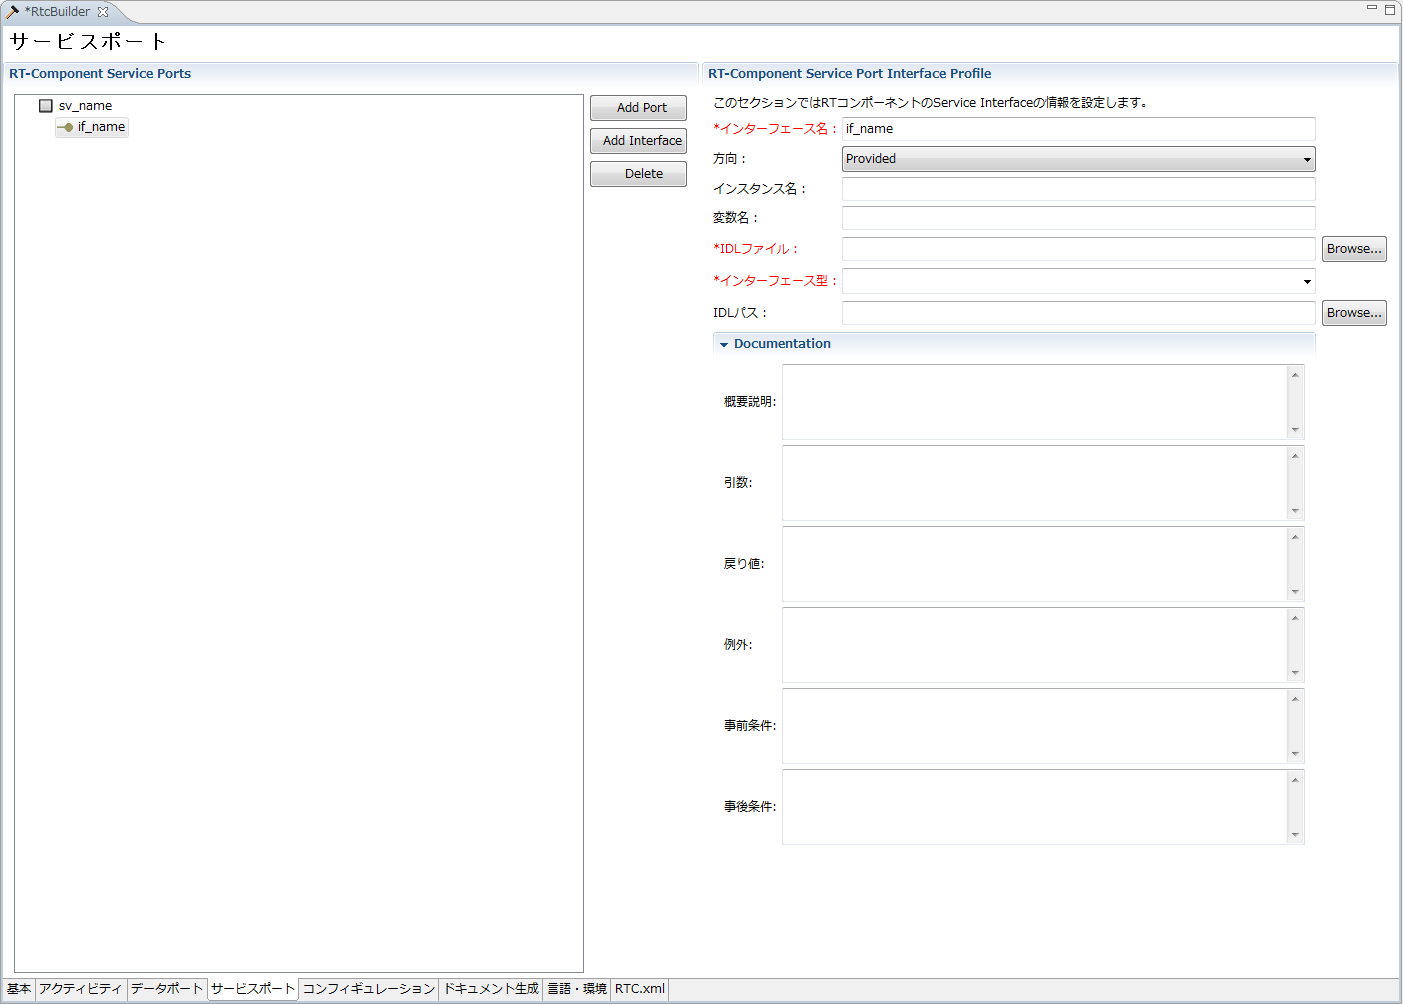 *RtcBuilder
サービスポート
RT-Component Service Ports
sv_name
if_name
Add Port
Add Interface
Delete
RT-Component Service Port Interface Profile
このセクションではRTコンポーネントのService Interfaceの情報を設定します。
*インターフェース名：
if_name
方向：
Provided
インスタンス名：
変数名：
*IDLファイル：
Browse...
*インターフェース型：
IDLパス：
Browse...
Documentation
概要説明:
引数:
戻り値:
例外:
事前条件:
事後条件:
基本 アクティビティ データポート サービスポート コンフィギュレーション ドキュメント生成 言語・環境 RTC.xml